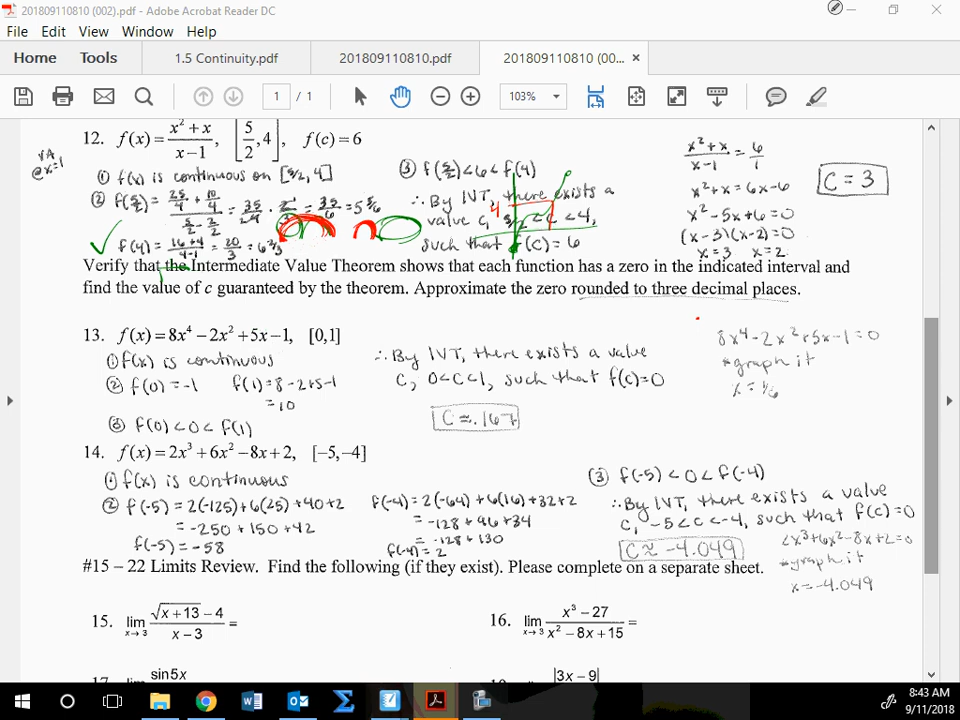 201809110810 (002).pdf - Adobe Acrobat Reader DC
File Edit View Window Help
Home Tools 1.5 Continuity.pdf 201809110810.pdf 201809110810 (00... ×
1 / 1 103%
12. f(x) = (x² + x)/(x − 1), [5/2, 4], f(c) = 6
VA @ x=1
① f(x) is continuous on [5/2, 4]
② f(5/2) = (25/4 + 10/4)/(5/2 − 2/2) = 35/4 · 2/3 = 35/6 = 5 5/6
f(4) = (16+4)/(4−1) = 20/3 = 6 2/3
③ f(5/2) < 6 < f(4)
∴ By IVT, there exists a
value c, 5/2 < c < 4,
such that f(c) = 6
4
(x²+x)/(x−1) = 6/1
x²+x = 6x−6
x²−5x+6=0
(x−3)(x−2)=0
x=3 x=2
C = 3
Verify that the Intermediate Value Theorem shows that each function has a zero in the indicated interval and
find the value of c guaranteed by the theorem. Approximate the zero rounded to three decimal places.
13. f(x) = 8x⁴ − 2x² + 5x − 1, [0,1]
① f(x) is continuous
② f(0) = −1 f(1) = 8−2+5−1
= 10
③ f(0) < 0 < f(1)
∴ By IVT, there exists a value
c, 0<c<1, such that f(c)=0
C ≈ .167
8x⁴−2x²+5x−1=0
*graph it
x = 1/6
14. f(x) = 2x³ + 6x² − 8x + 2, [−5, −4]
① f(x) is continuous
② f(-5) = 2(-125)+6(25)+40+2
= -250+150+42
f(-5) = -58
f(-4) = 2(-64)+6(16)+32+2
= -128+96+34
= -128+130
f(-4) = 2
③ f(-5) < 0 < f(-4)
∴ By IVT, there exists a value
c, -5<c<-4, such that f(c)=0
C ≈ -4.049
2x³+6x²−8x+2=0
*graph it
x=-4.049
#15 – 22 Limits Review. Find the following (if they exist). Please complete on a separate sheet.
15. lim x→3 (√(x+13) − 4)/(x − 3) =
16. lim x→3 (x³ − 27)/(x² − 8x + 15) =
sin5x
|3x − 9|
8:43 AM
9/11/2018